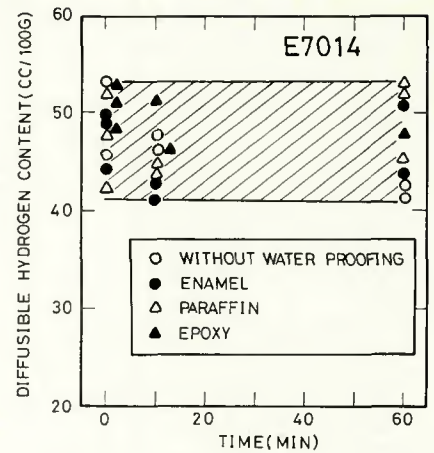 E7014
DIFFUSIBLE HYDROGEN CONTENT (CC/100G)
60
50
40
30
20
○ WITHOUT WATER PROOFING
● ENAMEL
△ PARAFFIN
▲ EPOXY
0 20 40 60
TIME(MIN)